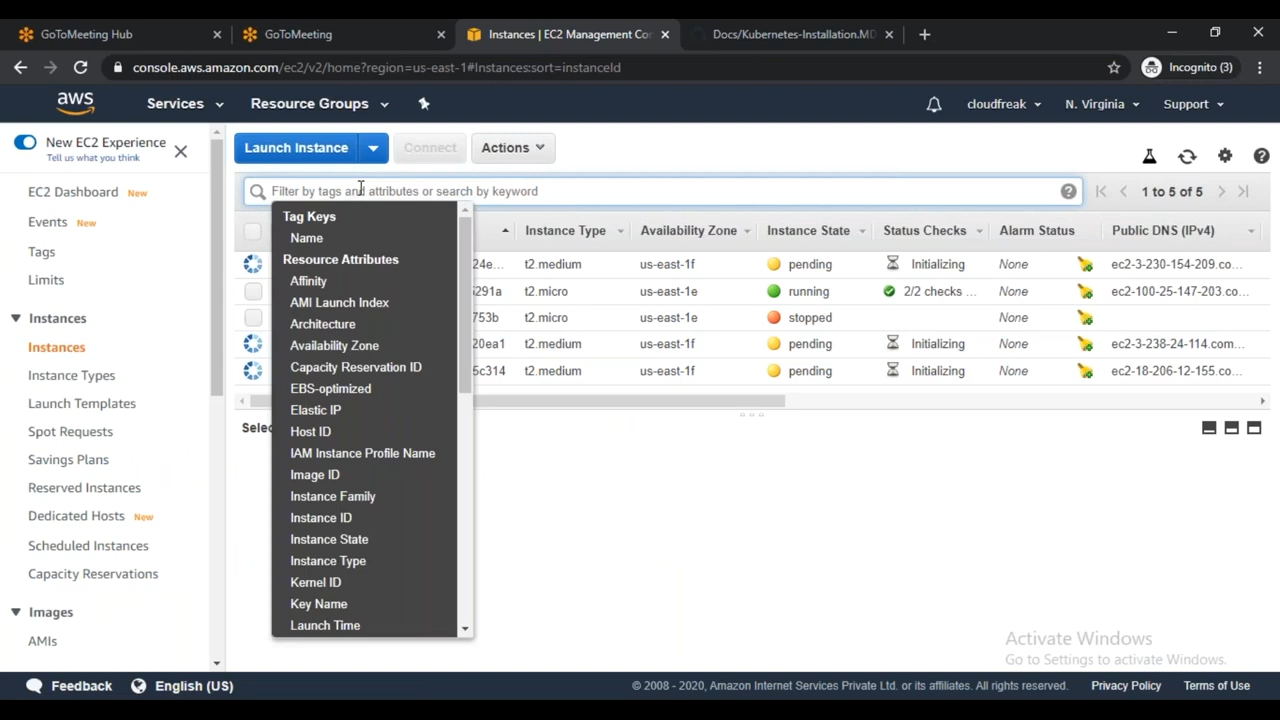 GoToMeeting Hub
GoToMeeting
Instances | EC2 Management Con
Docs/Kubernetes-Installation.MD
console.aws.amazon.com/ec2/v2/home?region=us-east-1#Instances:sort=instanceId
Incognito (3)
aws
Services
Resource Groups
cloudfreak
N. Virginia
Support
New EC2 Experience
Tell us what you think
EC2 Dashboard New
Events New
Tags
Limits
Instances
Instances
Instance Types
Launch Templates
Spot Requests
Savings Plans
Reserved Instances
Dedicated Hosts New
Scheduled Instances
Capacity Reservations
Images
AMIs
Launch Instance
Connect
Actions
Filter by tags and attributes or search by keyword
1 to 5 of 5
Tag Keys
Name
Resource Attributes
Affinity
AMI Launch Index
Architecture
Availability Zone
Capacity Reservation ID
EBS-optimized
Elastic IP
Host ID
IAM Instance Profile Name
Image ID
Instance Family
Instance ID
Instance State
Instance Type
Kernel ID
Key Name
Launch Time
Instance Type Availability Zone Instance State Status Checks Alarm Status Public DNS (IPv4)
24e... t2.medium us-east-1f pending Initializing None ec2-3-230-154-209.co...
291a t2.micro us-east-1e running 2/2 checks ... None ec2-100-25-147-203.co...
753b t2.micro us-east-1e stopped None
20ea1 t2.medium us-east-1f pending Initializing None ec2-3-238-24-114.com...
5c314 t2.medium us-east-1f pending Initializing None ec2-18-206-12-155.co...
Selec
Activate Windows
Go to Settings to activate Windows.
Feedback
English (US)
© 2008 - 2020, Amazon Internet Services Private Ltd. or its affiliates. All rights reserved.
Privacy Policy
Terms of Use